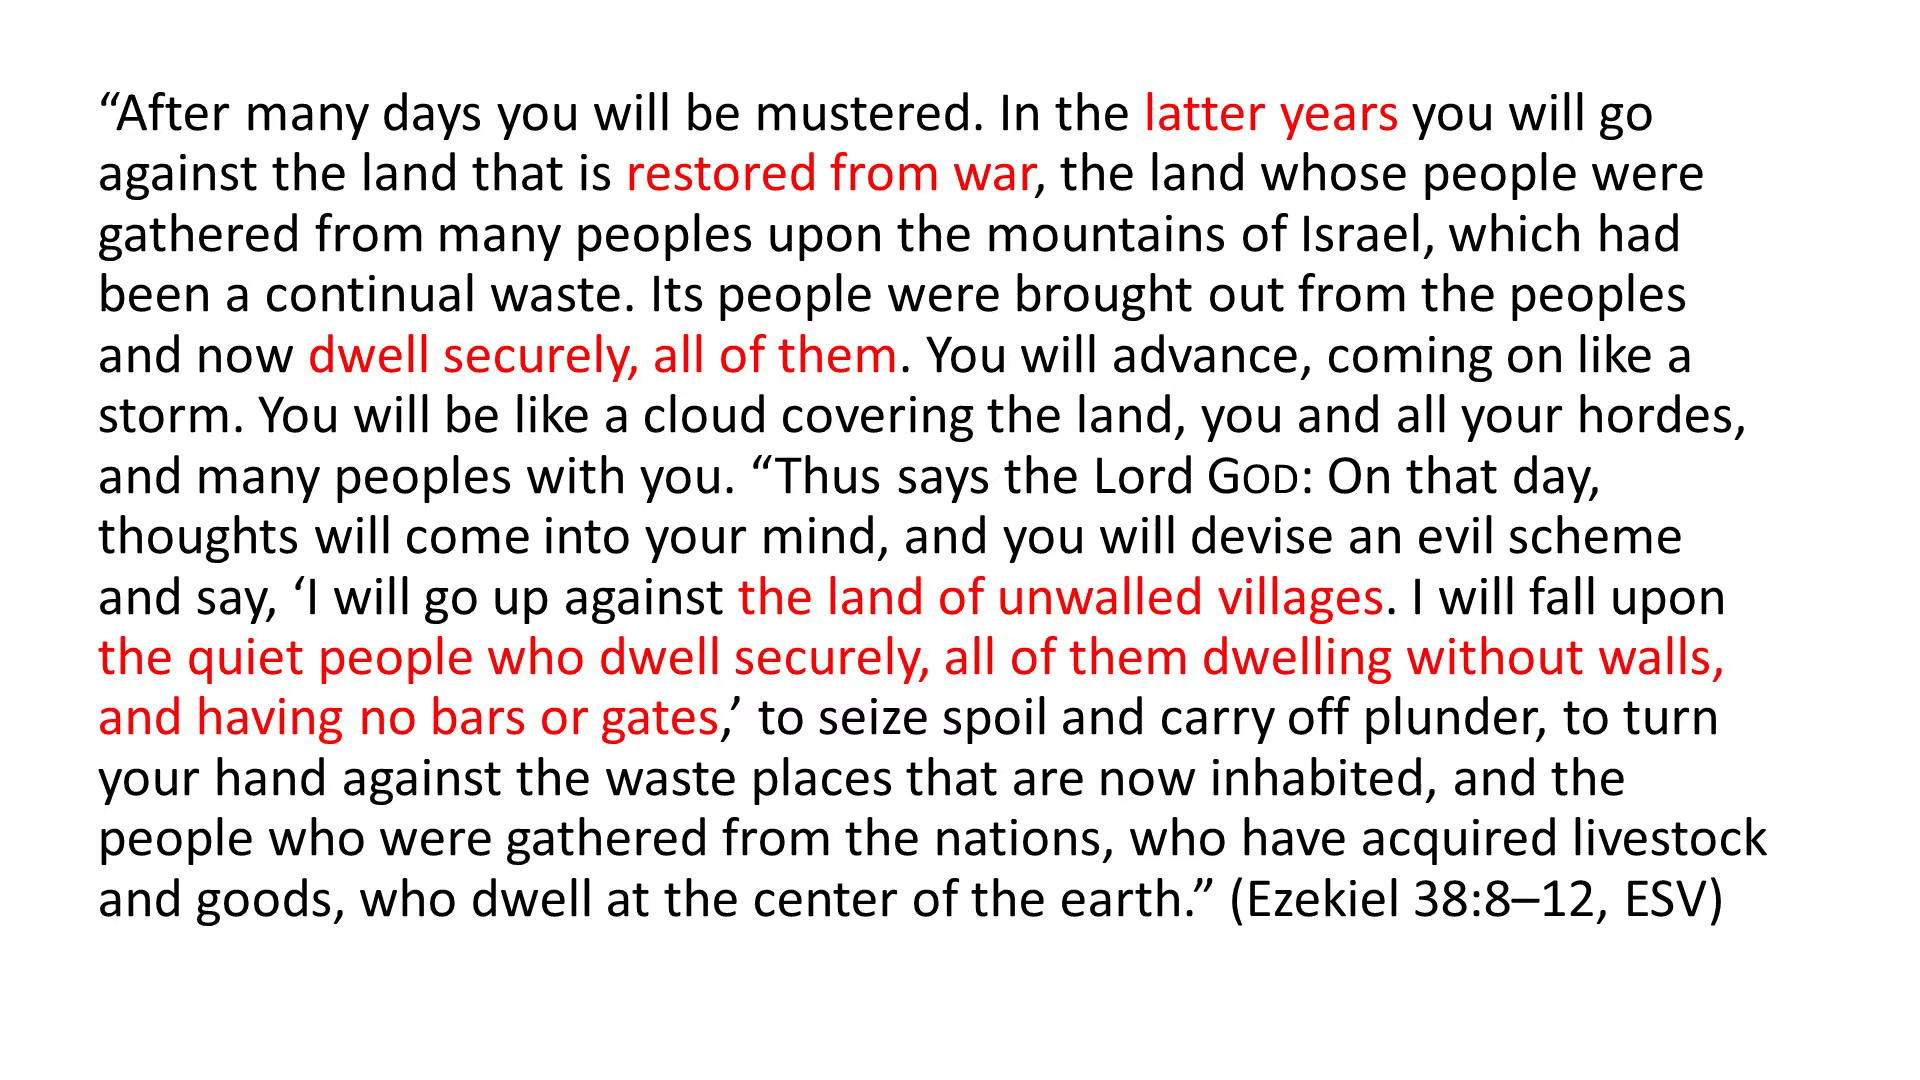 “After many days you will be mustered. In the latter years you will go
against the land that is restored from war, the land whose people were
gathered from many peoples upon the mountains of Israel, which had
been a continual waste. Its people were brought out from the peoples
and now dwell securely, all of them. You will advance, coming on like a
storm. You will be like a cloud covering the land, you and all your hordes,
and many peoples with you. “Thus says the Lord GOD: On that day,
thoughts will come into your mind, and you will devise an evil scheme
and say, ‘I will go up against the land of unwalled villages. I will fall upon
the quiet people who dwell securely, all of them dwelling without walls,
and having no bars or gates,’ to seize spoil and carry off plunder, to turn
your hand against the waste places that are now inhabited, and the
people who were gathered from the nations, who have acquired livestock
and goods, who dwell at the center of the earth.” (Ezekiel 38:8–12, ESV)